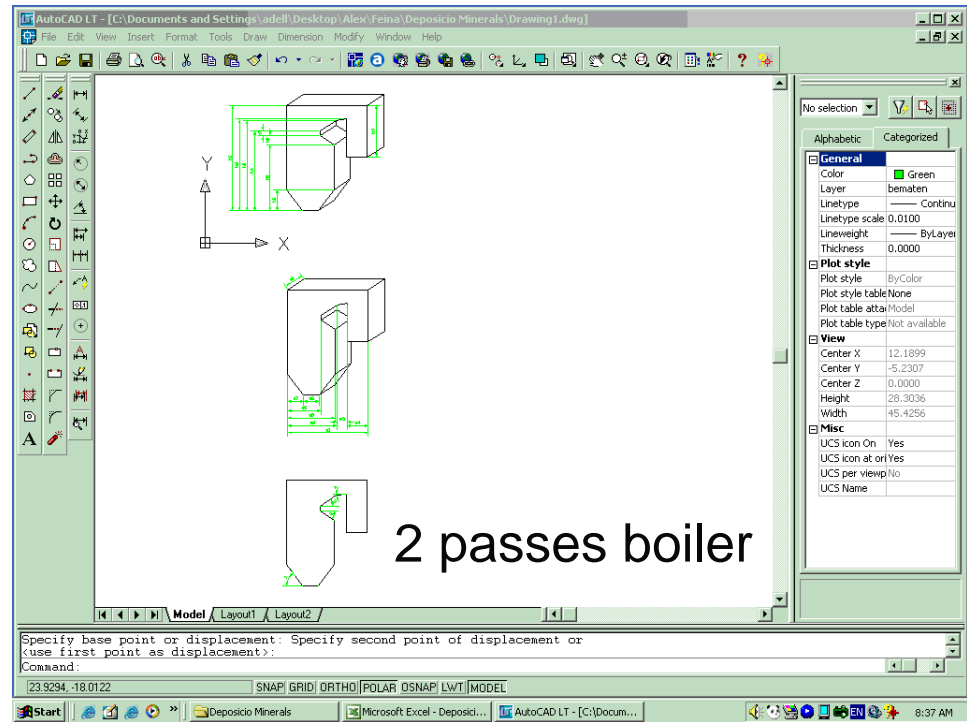 AutoCAD LT - [C:\Documents and Settings\adell\Desktop\Alex\Feina\Deposicio Minerals\Drawing1.dwg]
File Edit View Insert Format Tools Draw Dimension Modify Window Help
No selection
Alphabetic Categorized
General
Color Green
Layer bematen
Linetype Continu
Linetype scale 0.0100
Lineweight ByLayer
Thickness 0.0000
Plot style
Plot style ByColor
Plot style table None
Plot table atta Model
Plot table type Not available
View
Center X 12.1899
Center Y -5.2307
Center Z 0.0000
Height 28.3036
Width 45.4256
Misc
UCS icon On Yes
UCS icon at ori Yes
UCS per viewp No
UCS Name
Y
X
2 passes boiler
Model Layout1 Layout2
Specify base point or displacement: Specify second point of displacement or
<use first point as displacement>:
Command:
23.9294, -18.0122 SNAP GRID ORTHO POLAR OSNAP LWT MODEL
Start » Deposicio Minerals Microsoft Excel - Deposici... AutoCAD LT - [C:\Docum... EN 8:37 AM